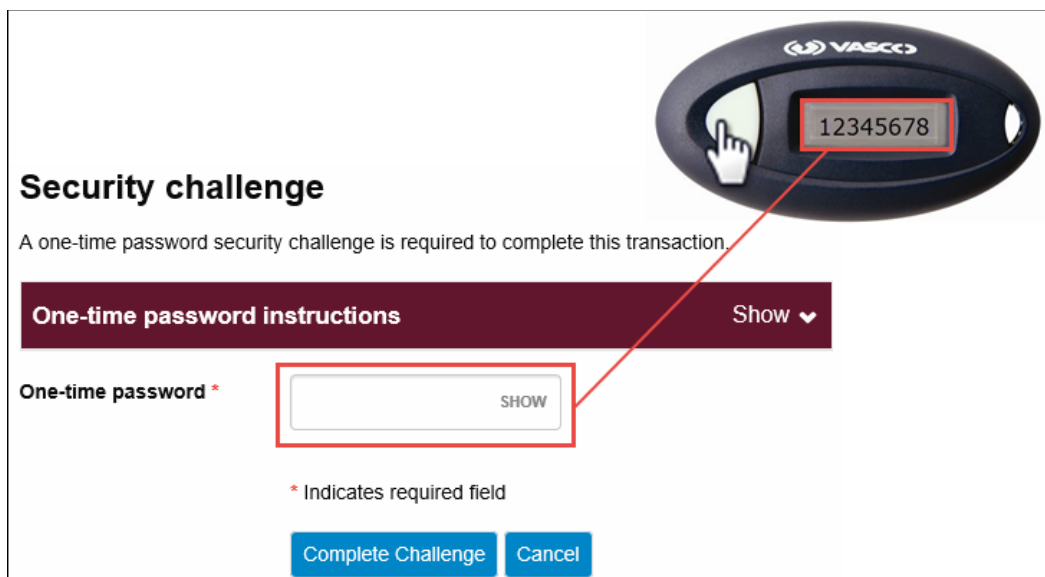 VASCO
12345678
Security challenge
A one-time password security challenge is required to complete this transaction.
One-time password instructions Show
One-time password *
SHOW
* Indicates required field
Complete Challenge Cancel